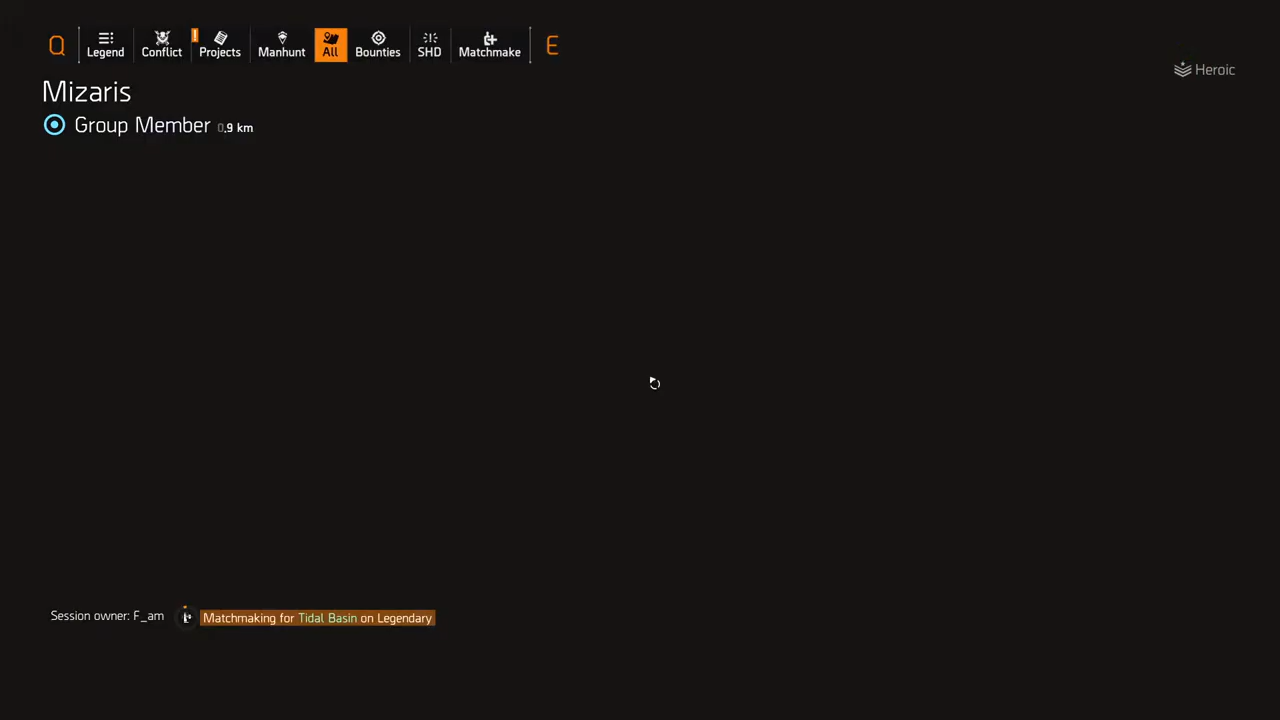 Q Legend Conflict Projects Manhunt All Bounties SHD Matchmake E
Heroic
Mizaris
Group Member 0.9 km
Session owner: F_am Matchmaking for Tidal Basin on Legendary